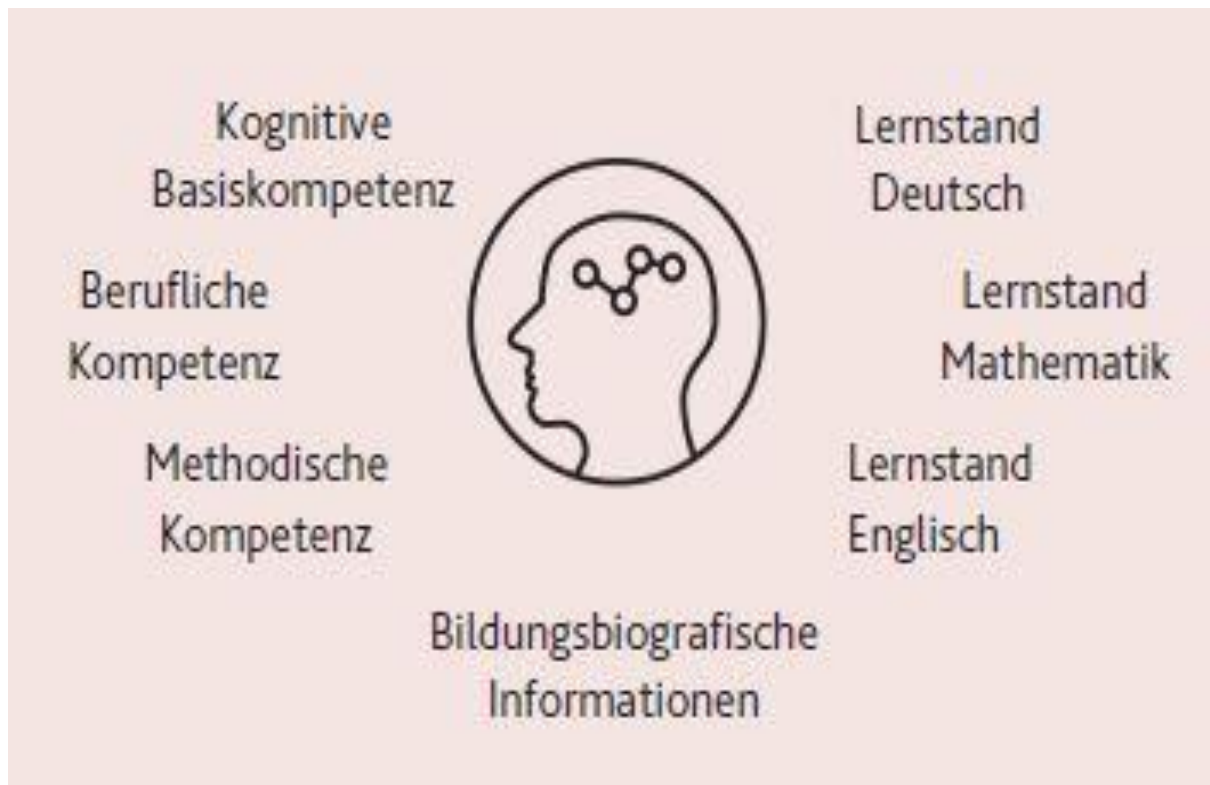 Kognitive
Basiskompetenz
Lernstand
Deutsch
Berufliche
Kompetenz
Lernstand
Mathematik
Methodische
Kompetenz
Lernstand
Englisch
Bildungsbiografische
Informationen